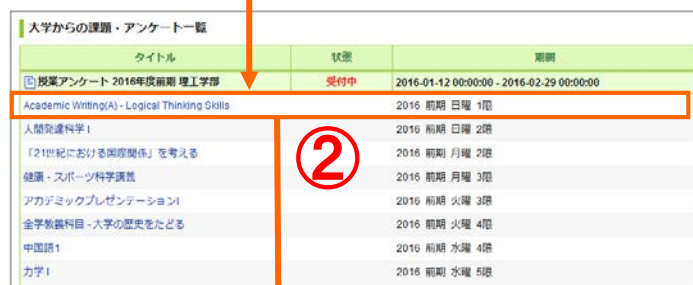 大学からの課題・アンケート一覧
タイトル 状態 期間
授業アンケート 2016年度前期 理工学部 受付中 2016-01-12 00:00:00 - 2016-02-29 00:00:00
Academic Writing(A) - Logical Thinking Skills 2016 前期 日曜 1限
人間発達科学Ⅰ 2016 前期 日曜 2限
「21世紀における国際関係」を考える 2016 前期 月曜 2限
②
健康・スポーツ科学講義 2016 前期 月曜 3限
アカデミックプレゼンテーションⅠ 2016 前期 火曜 3限
全学教養科目 - 大学の歴史をたどる 2016 前期 火曜 4限
中国語1 2016 前期 水曜 4限
力学Ⅰ 2016 前期 水曜 5限